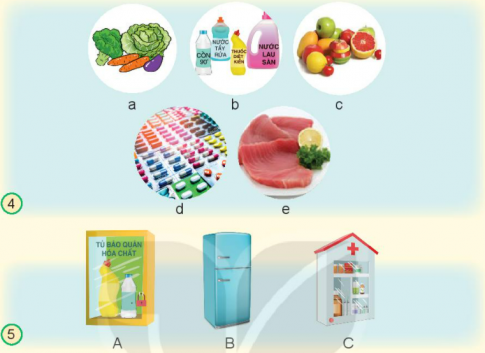 CỒN
90°
NƯỚC
TẨY
RỬA
THUỐC
DIỆT
KIẾN
NƯỚC
LAU
SÀN
a
b
c
d
e
4
TỦ BẢO QUẢN
HÓA CHẤT
A
B
C
5